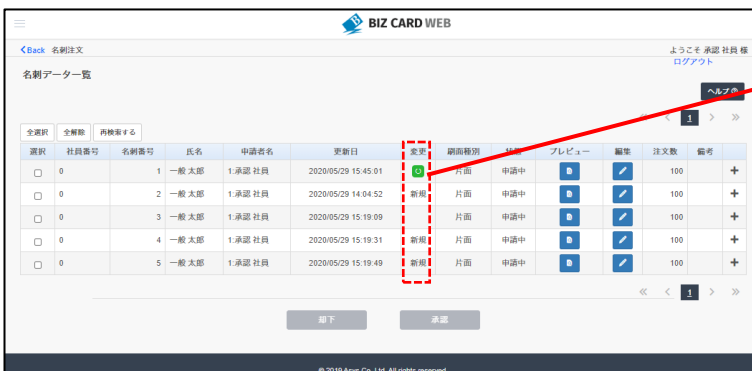 BIZ CARD WEB
Back 名刺注文
ようこそ 承認 社員 様
ログアウト
名刺データ一覧
ヘルプ
« < 1 > »
全選択 全解除 再検索する
選択 社員番号 名刺番号 氏名 申請者名 更新日 変更 刷面種別 状態 プレビュー 編集 注文数 備考
0 1 一般 太郎 1:承認 社員 2020/05/29 15:45:01 片面 申請中 100 +
0 2 一般 太郎 1:承認 社員 2020/05/29 14:04:52 新規 片面 申請中 100 +
0 3 一般 太郎 1:承認 社員 2020/05/29 15:19:09 片面 申請中 100 +
0 4 一般 太郎 1:承認 社員 2020/05/29 15:19:31 新規 片面 申請中 100 +
0 5 一般 太郎 1:承認 社員 2020/05/29 15:19:49 新規 片面 申請中 100 +
« < 1 > »
却下 承認
© 2019 Asys Co. Ltd. All rights reserved.